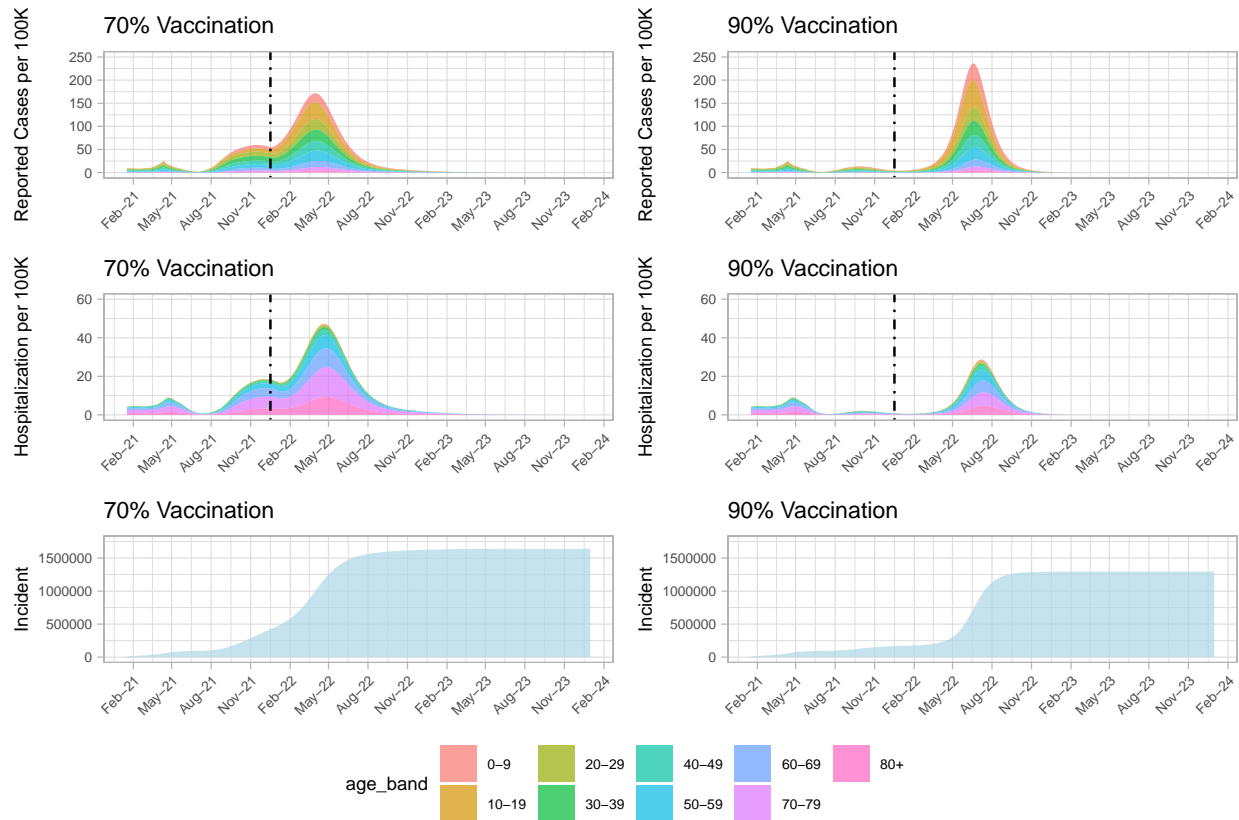 70% Vaccination
Reported Cases per 100K
250
200
150
100
50
0
Feb−21 May−21 Aug−21 Nov−21 Feb−22 May−22 Aug−22 Nov−22 Feb−23 May−23 Aug−23 Nov−23 Feb−24
90% Vaccination
Reported Cases per 100K
250
200
150
100
50
0
Feb−21 May−21 Aug−21 Nov−21 Feb−22 May−22 Aug−22 Nov−22 Feb−23 May−23 Aug−23 Nov−23 Feb−24
70% Vaccination
Hospitalization per 100K
60
40
20
0
Feb−21 May−21 Aug−21 Nov−21 Feb−22 May−22 Aug−22 Nov−22 Feb−23 May−23 Aug−23 Nov−23 Feb−24
90% Vaccination
Hospitalization per 100K
60
40
20
0
Feb−21 May−21 Aug−21 Nov−21 Feb−22 May−22 Aug−22 Nov−22 Feb−23 May−23 Aug−23 Nov−23 Feb−24
70% Vaccination
Incident
1500000
1000000
500000
0
Feb−21 May−21 Aug−21 Nov−21 Feb−22 May−22 Aug−22 Nov−22 Feb−23 May−23 Aug−23 Nov−23 Feb−24
90% Vaccination
Incident
1500000
1000000
500000
0
Feb−21 May−21 Aug−21 Nov−21 Feb−22 May−22 Aug−22 Nov−22 Feb−23 May−23 Aug−23 Nov−23 Feb−24
age_band
0−9 20−29 40−49 60−69 80+
10−19 30−39 50−59 70−79